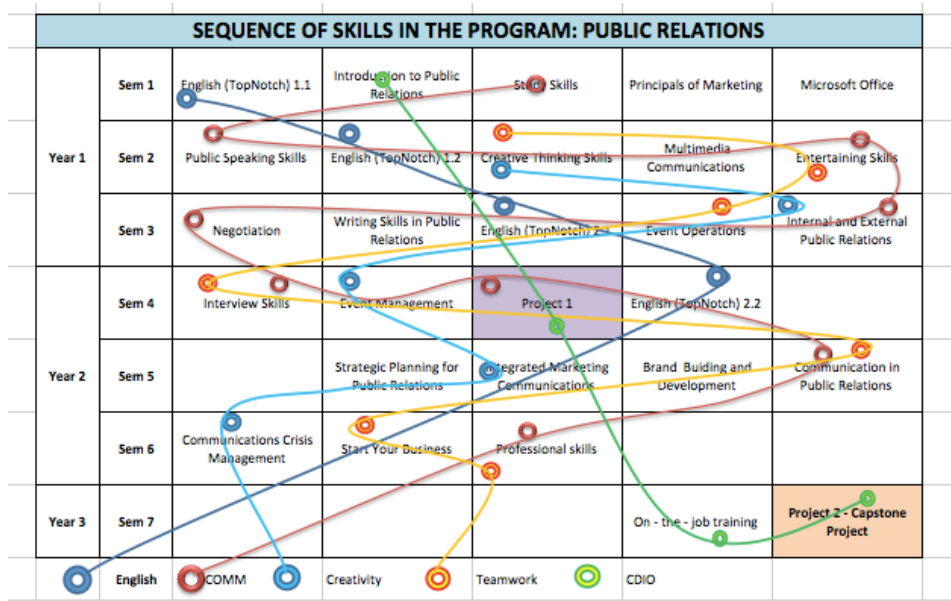 SEQUENCE OF SKILLS IN THE PROGRAM: PUBLIC RELATIONS
Sem 1
English (TopNotch) 1.1
Introduction to Public
Relations
Study Skills
Principals of Marketing
Microsoft Office
Year 1
Sem 2
Public Speaking Skills
English (TopNotch) 1.2
Creative Thinking Skills
Multimedia
Communications
Entertaining Skills
Sem 3
Negotiation
Writing Skills in Public
Relations
English (TopNotch)
Event Operations
Internal and External
Public Relations
Sem 4
Interview Skills
Event Management
Project 1
English (TopNotch) 2.2
Year 2
Sem 5
Strategic Planning for
Public Relations
Integrated Marketing
Communications
Brand Buiding and
Development
Communication in
Public Relations
Sem 6
Communications Crisis
Management
Start Your Business
Professional skills
Year 3
Sem 7
On - the - job training
Project 2 - Capstone
Project
English
COMM
Creativity
Teamwork
CDIO